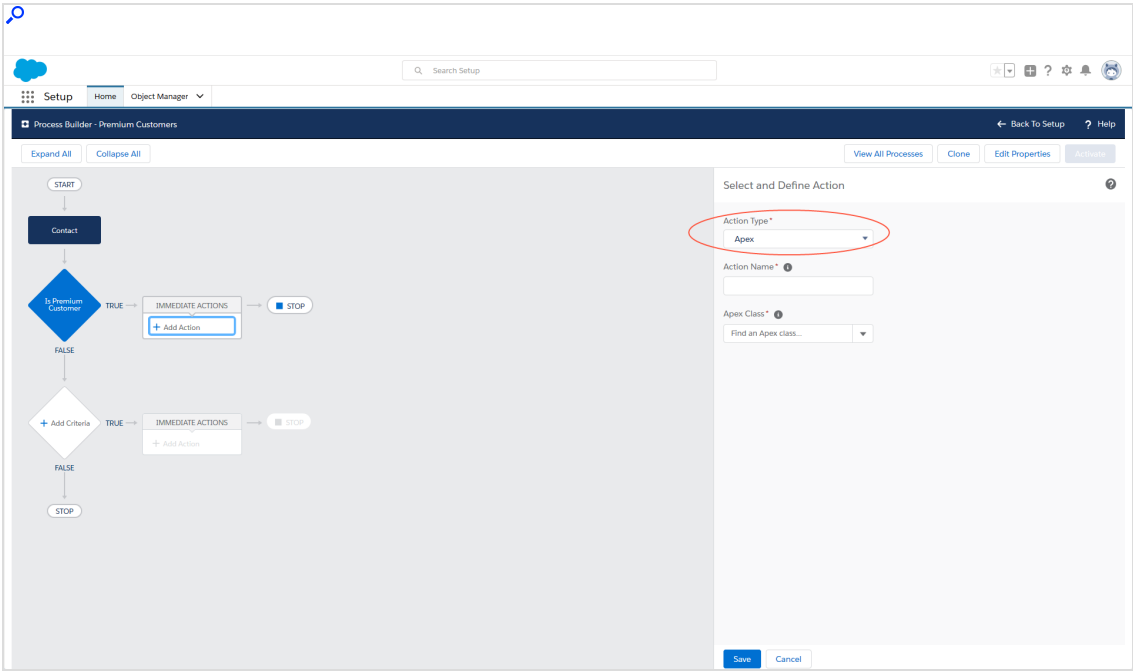 Search Setup
Setup Home Object Manager
Process Builder - Premium Customers Back To Setup ? Help
Expand All Collapse All View All Processes Clone Edit Properties Activate
START
Select and Define Action
Contact
Action Type*
Apex
Action Name*
Is Premium
Customer
TRUE IMMEDIATE ACTIONS STOP
+ Add Action
Apex Class*
Find an Apex class...
FALSE
+ Add Criteria TRUE IMMEDIATE ACTIONS STOP
+ Add Action
FALSE
STOP
Save Cancel